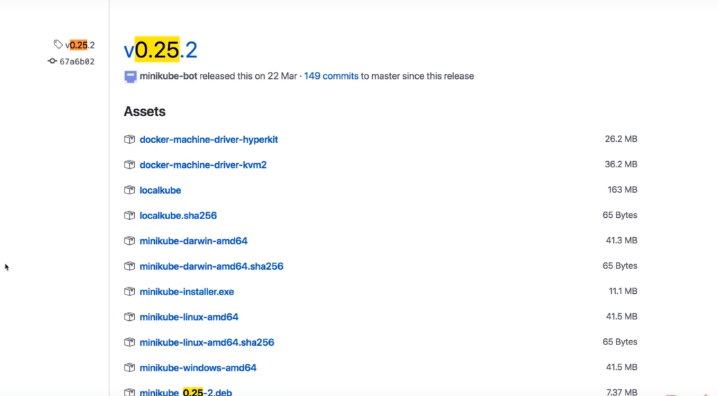 v0.25.2
67a6b02
v0.25.2
minikube-bot released this on 22 Mar · 149 commits to master since this release
Assets
docker-machine-driver-hyperkit 26.2 MB
docker-machine-driver-kvm2 36.2 MB
localkube 163 MB
localkube.sha256 65 Bytes
minikube-darwin-amd64 41.3 MB
minikube-darwin-amd64.sha256 65 Bytes
minikube-installer.exe 11.1 MB
minikube-linux-amd64 41.5 MB
minikube-linux-amd64.sha256 65 Bytes
minikube-windows-amd64 41.5 MB
minikube_0.25-2.deb 7.37 MB